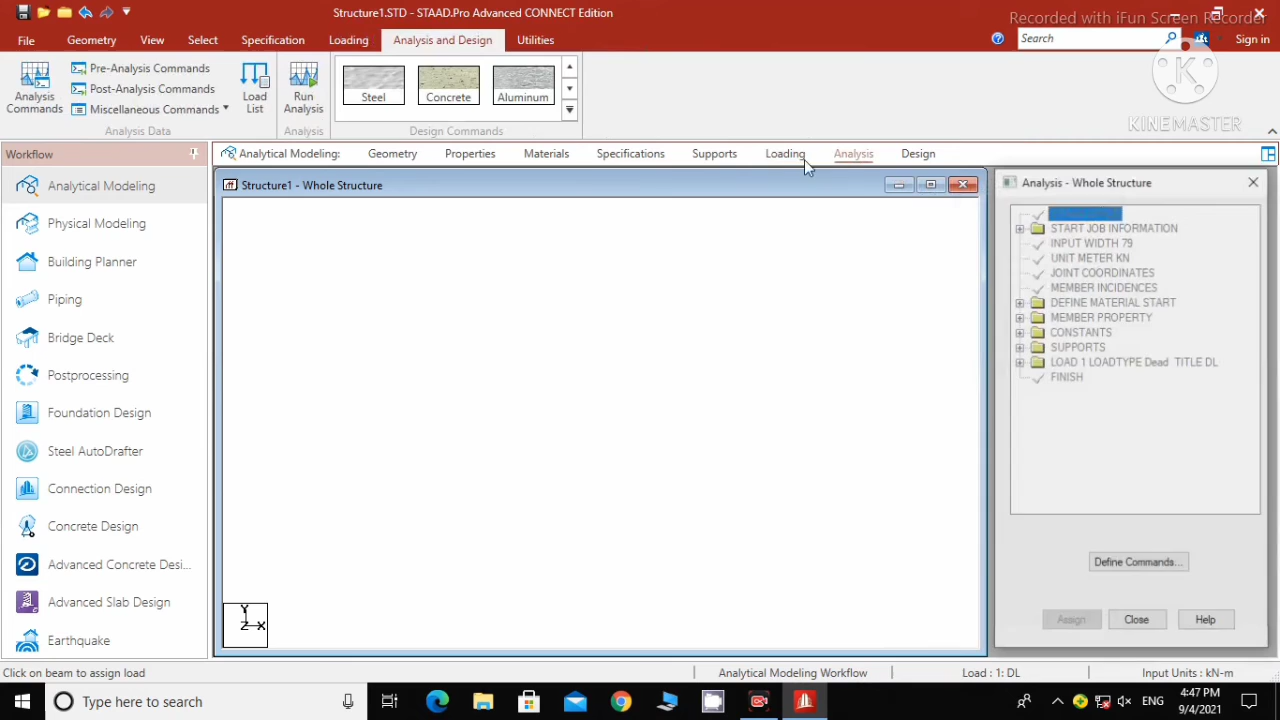 Structure1.STD - STAAD.Pro Advanced CONNECT Edition
Recorded with iFun Screen Recorder
File Geometry View Select Specification Loading Analysis and Design Utilities
Search
Sign in
Analysis Commands
Pre-Analysis Commands
Post-Analysis Commands
Miscellaneous Commands
Load List
Run Analysis
Steel
Concrete
Aluminum
Analysis Data
Analysis
Design Commands
K
KINEMASTER
Workflow
Analytical Modeling: Geometry Properties Materials Specifications Supports Loading Analysis Design
Analytical Modeling
Physical Modeling
Building Planner
Piping
Bridge Deck
Postprocessing
Foundation Design
Steel AutoDrafter
Connection Design
Concrete Design
Advanced Concrete Desi...
Advanced Slab Design
Earthquake
Structure1 - Whole Structure
Y
Z X
Analysis - Whole Structure
START JOB INFORMATION
INPUT WIDTH 79
UNIT METER KN
JOINT COORDINATES
MEMBER INCIDENCES
DEFINE MATERIAL START
MEMBER PROPERTY
CONSTANTS
SUPPORTS
LOAD 1 LOADTYPE Dead TITLE DL
FINISH
Define Commands...
Assign Close Help
Click on beam to assign load
Analytical Modeling Workflow
Load : 1: DL
Input Units : kN-m
Type here to search
ENG
4:47 PM
9/4/2021